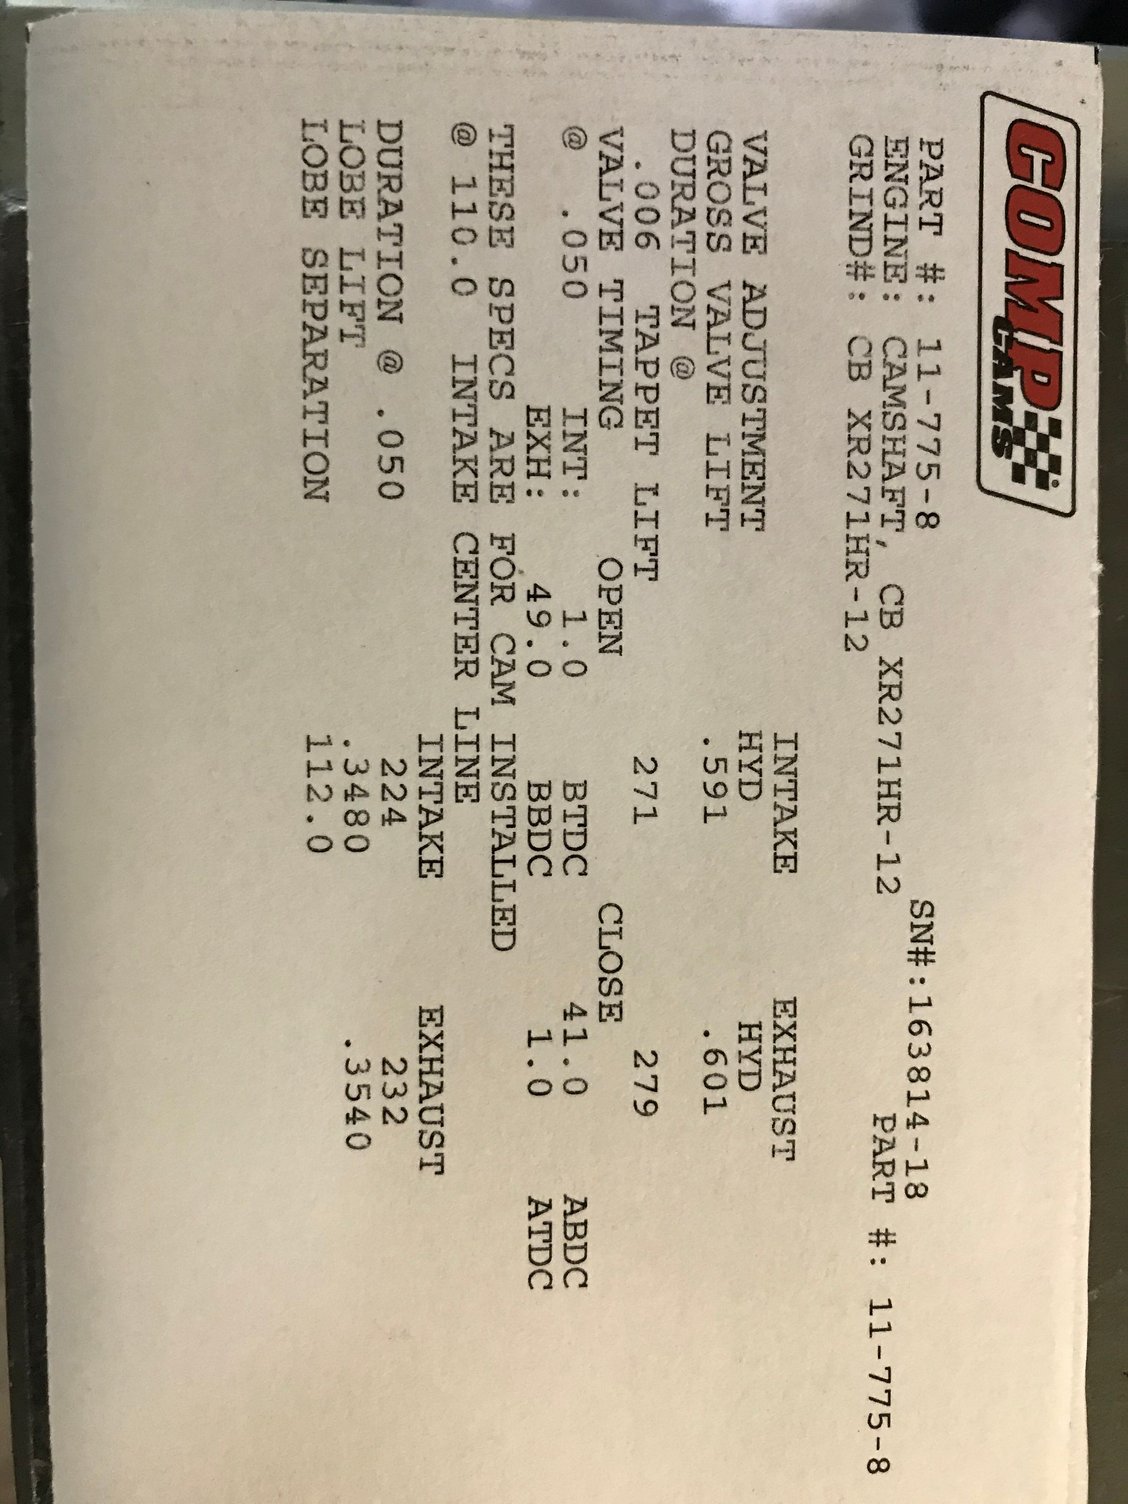 COMP CAMS
PART #: 11-775-8 SN#:163814-18
ENGINE: CAMSHAFT, CB XR271HR-12 PART #: 11-775-8
GRIND#: CB XR271HR-12
INTAKE EXHAUST
VALVE ADJUSTMENT HYD HYD
GROSS VALVE LIFT .591 .601
DURATION @
.006 TAPPET LIFT 271 279
VALVE TIMING OPEN CLOSE
@ .050 INT: 1.0 BTDC 41.0 ABDC
EXH: 49.0 BBDC 1.0 ATDC
THESE SPECS ARE FOR CAM INSTALLED
@ 110.0 INTAKE CENTER LINE
INTAKE EXHAUST
DURATION @ .050 224 232
LOBE LIFT .3480 .3540
LOBE SEPARATION 112.0